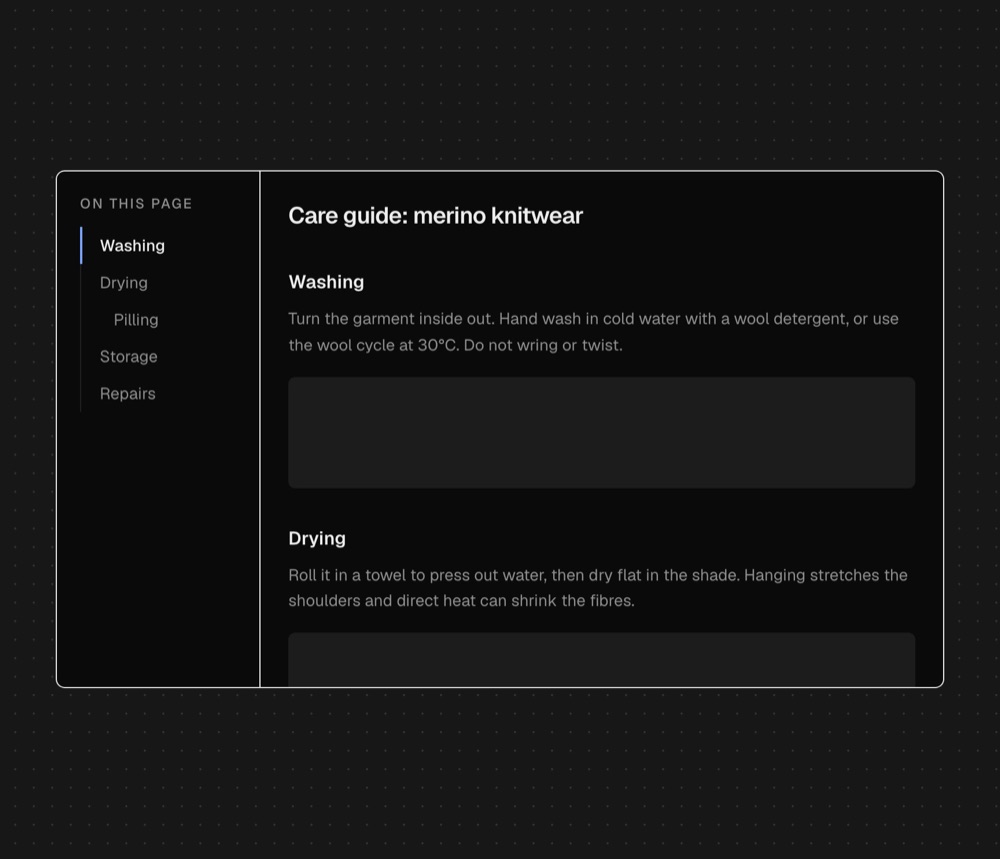 ON THIS PAGE
Washing
Drying
Pilling
Storage
Repairs
Care guide: merino knitwear
Washing
Turn the garment inside out. Hand wash in cold water with a wool detergent, or use
the wool cycle at 30°C. Do not wring or twist.
Drying
Roll it in a towel to press out water, then dry flat in the shade. Hanging stretches the
shoulders and direct heat can shrink the fibres.